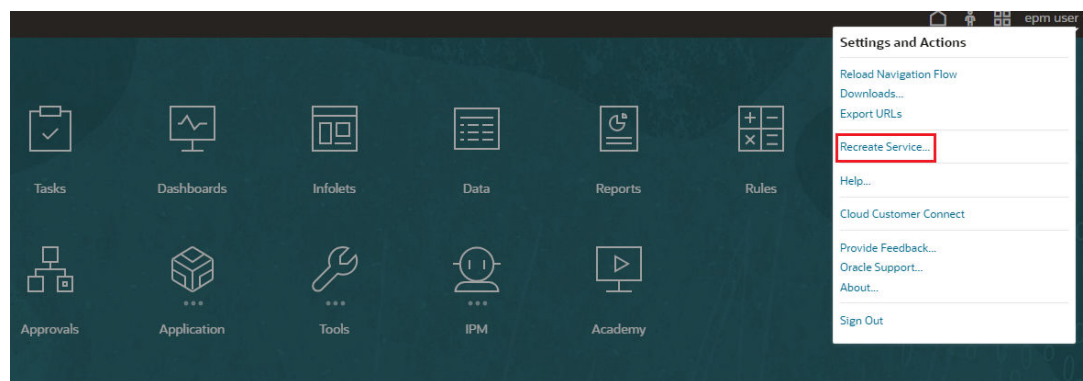 epm user
Settings and Actions
Reload Navigation Flow
Downloads...
Export URLs
Recreate Service...
Help...
Cloud Customer Connect
Provide Feedback...
Oracle Support...
About...
Sign Out
Tasks
Dashboards
Infolets
Data
Reports
Rules
Approvals
Application
Tools
IPM
Academy